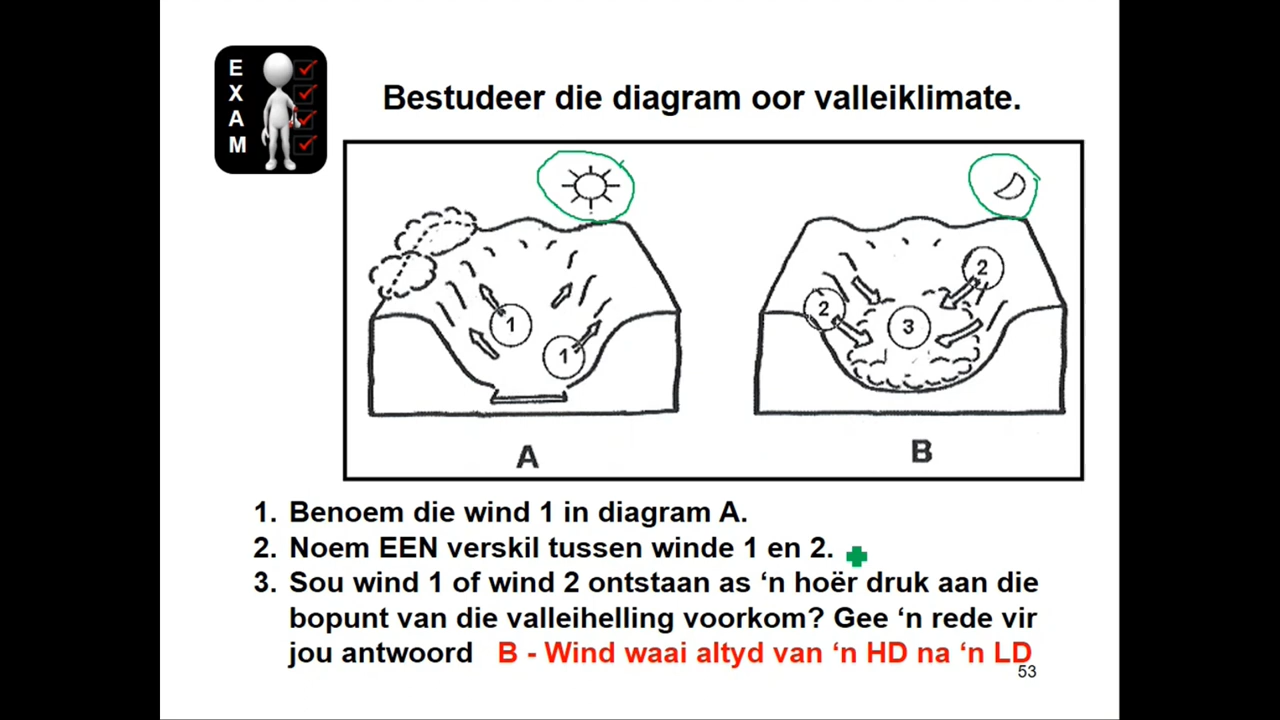 E
X
A
M
Bestudeer die diagram oor valleiklimate.
1
1
2
2
3
A
B
1. Benoem die wind 1 in diagram A.
2. Noem EEN verskil tussen winde 1 en 2.
3. Sou wind 1 of wind 2 ontstaan as ‘n hoër druk aan die
bopunt van die valleihelling voorkom? Gee ‘n rede vir
jou antwoord B - Wind waai altyd van ‘n HD na ‘n LD
53